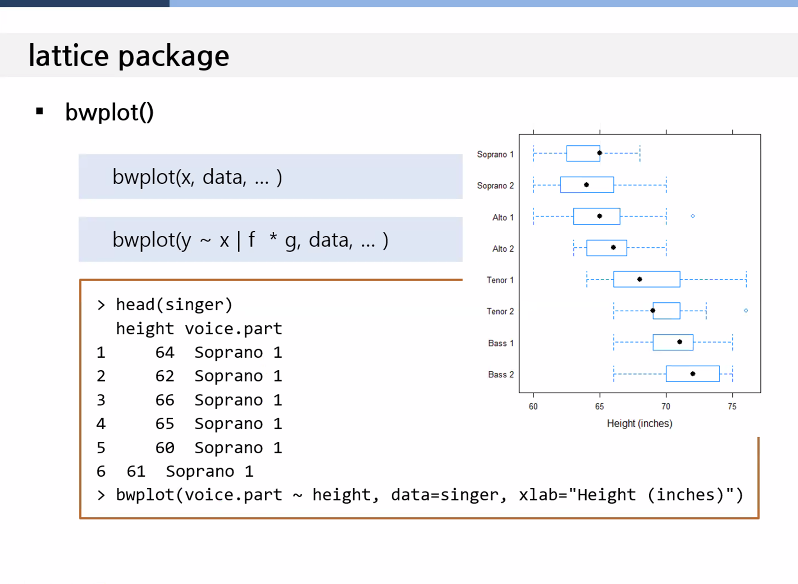 lattice package
▪ bwplot()
bwplot(x, data, ... )
bwplot(y ~ x | f * g, data, ... )
> head(singer)
height voice.part
1 64 Soprano 1
2 62 Soprano 1
3 66 Soprano 1
4 65 Soprano 1
5 60 Soprano 1
6 61 Soprano 1
> bwplot(voice.part ~ height, data=singer, xlab="Height (inches)")
Soprano 1
Soprano 2
Alto 1
Alto 2
Tenor 1
Tenor 2
Bass 1
Bass 2
60 65 70 75
Height (inches)